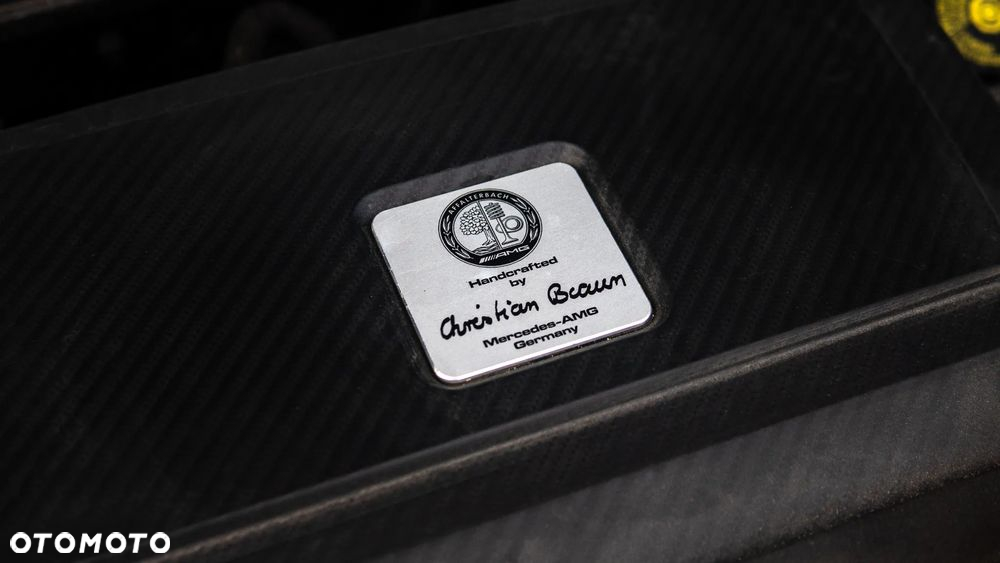 AFFALTERBACH
AMG
Handcrafted
by
Christian Braun
Mercedes-AMG
Germany
OTOMOTO